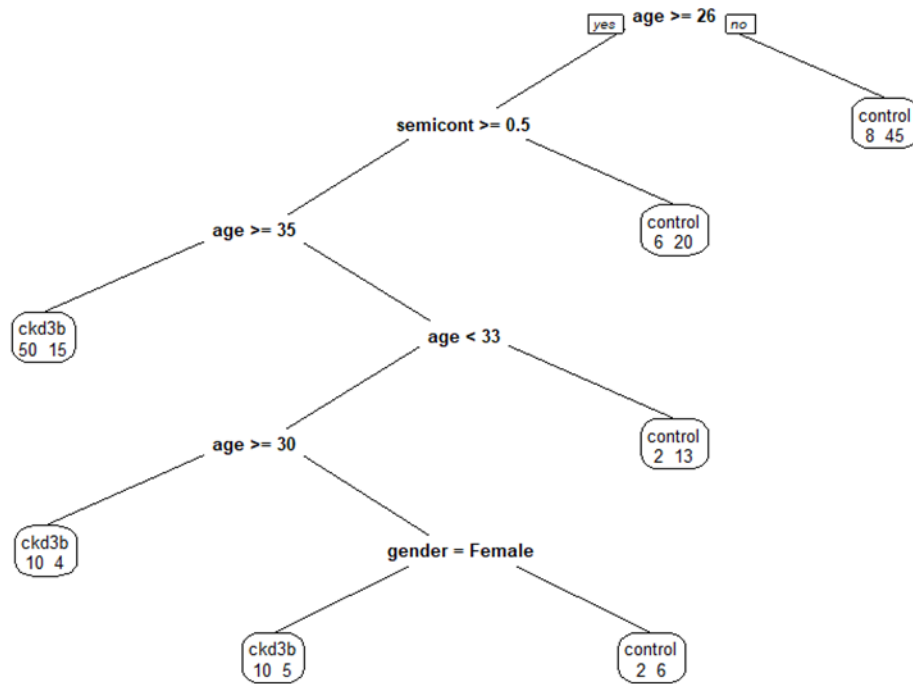 yes age >= 26 no
control
8 45
semicont >= 0.5
control
6 20
age >= 35
ckd3b
50 15
age < 33
control
2 13
age >= 30
ckd3b
10 4
gender = Female
ckd3b
10 5
control
2 6